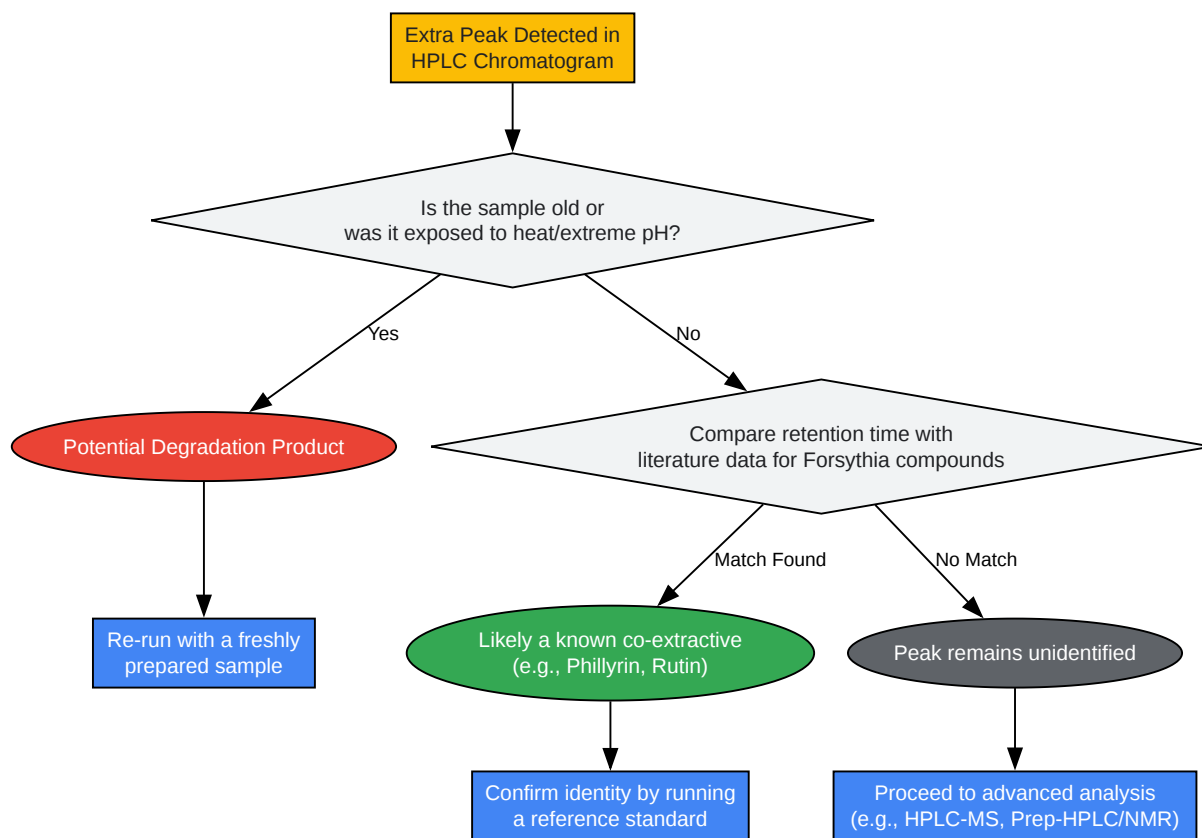 Extra Peak Detected in
HPLC Chromatogram
Is the sample old or
was it exposed to heat/extreme pH?
Yes
No
Potential Degradation Product
Compare retention time with
literature data for Forsythia compounds
Match Found
No Match
Re-run with a freshly
prepared sample
Likely a known co-extractive
(e.g., Phillyrin, Rutin)
Peak remains unidentified
Confirm identity by running
a reference standard
Proceed to advanced analysis
(e.g., HPLC-MS, Prep-HPLC/NMR)